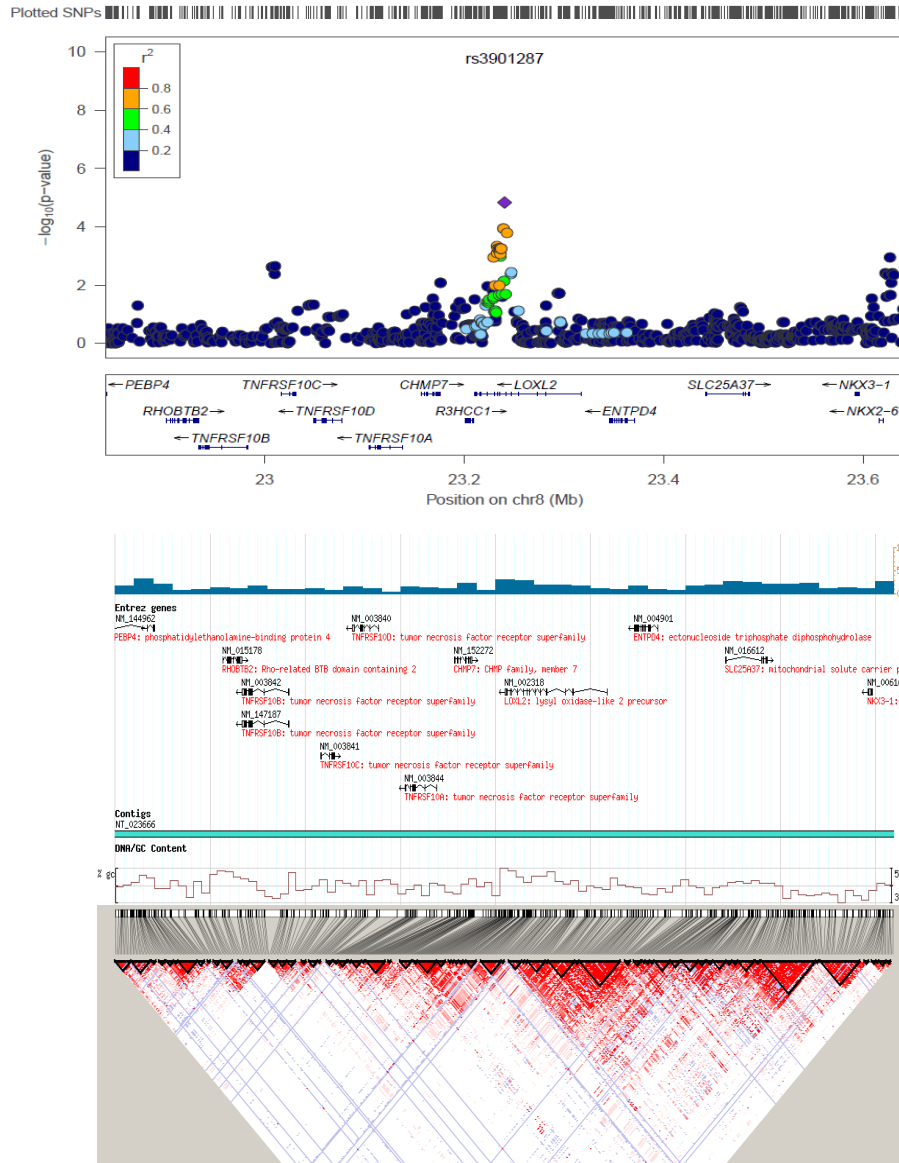 Plotted SNPs
rs3901287
r2
0.8
0.6
0.4
0.2
10
8
6
4
2
0
−log10(p−value)
←PEBP4 TNFRSF10C→ CHMP7→ ←LOXL2 SLC25A37→ ←NKX3−1
RHOBTB2→ ←TNFRSF10D R3HCC1→ ←ENTPD4 ←NKX2−6
←TNFRSF10B ←TNFRSF10A
23 23.2 23.4 23.6
Position on chr8 (Mb)
Entrez genes
NM_144962 NM_003840 NM_004901
PEBP4: phosphatidylethanolamine-binding protein 4 TNFRSF10D: tumor necrosis factor receptor superfamily ENTPD4: ectonucleoside triphosphate diphosphohydrolase
NM_015178 NM_152272 NM_016612
RHOBTB2: Rho-related BTB domain containing 2 CHMP7: CHMP family, member 7 SLC25A37: mitochondrial solute carrier p
NM_003842 NM_002318 NM_0061
TNFRSF10B: tumor necrosis factor receptor superfamily LOXL2: lysyl oxidase-like 2 precursor NKX3-1:
NM_147187
TNFRSF10B: tumor necrosis factor receptor superfamily
NM_003841
TNFRSF10C: tumor necrosis factor receptor superfamily
NM_003844
TNFRSF10A: tumor necrosis factor receptor superfamily
Contigs
NT_023666
DNA/GC Content
% gc 5
3